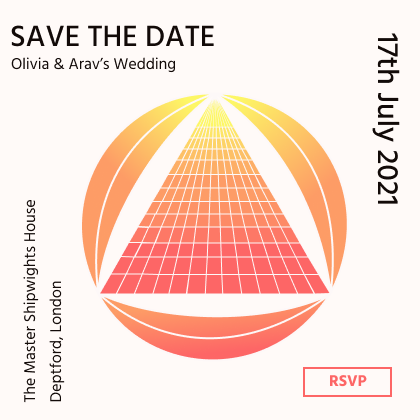 SAVE THE DATE
Olivia & Arav's Wedding
17th July 2021
The Master Shipwights House
Deptford, London
RSVP